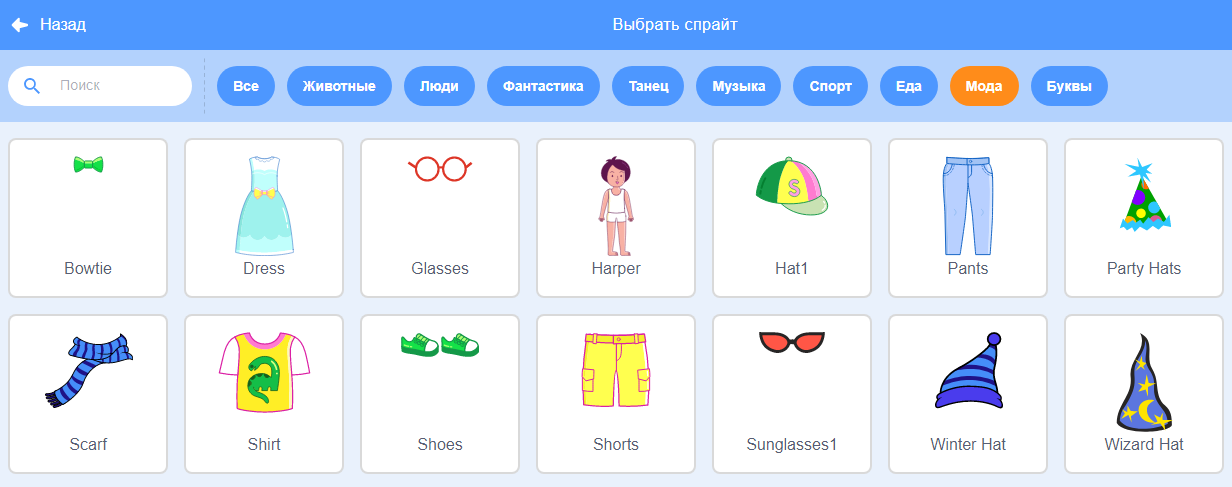 Назад
Выбрать спрайт
Поиск
Все
Животные
Люди
Фантастика
Танец
Музыка
Спорт
Еда
Мода
Буквы
Bowtie
Dress
Glasses
Harper
S
Hat1
Pants
Party Hats
Scarf
Shirt
Shoes
Shorts
Sunglasses1
Winter Hat
Wizard Hat